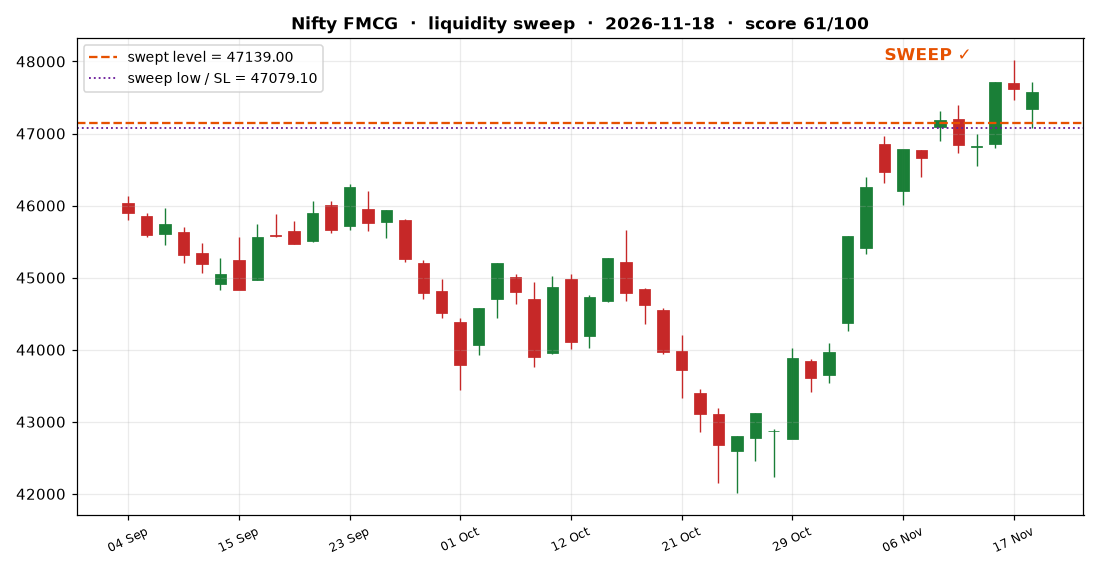 Nifty FMCG · liquidity sweep · 2026-11-18 · score 61/100
swept level = 47139.00
sweep low / SL = 47079.10
SWEEP ✓
48000
47000
46000
45000
44000
43000
42000
04 Sep
15 Sep
23 Sep
01 Oct
12 Oct
21 Oct
29 Oct
06 Nov
17 Nov